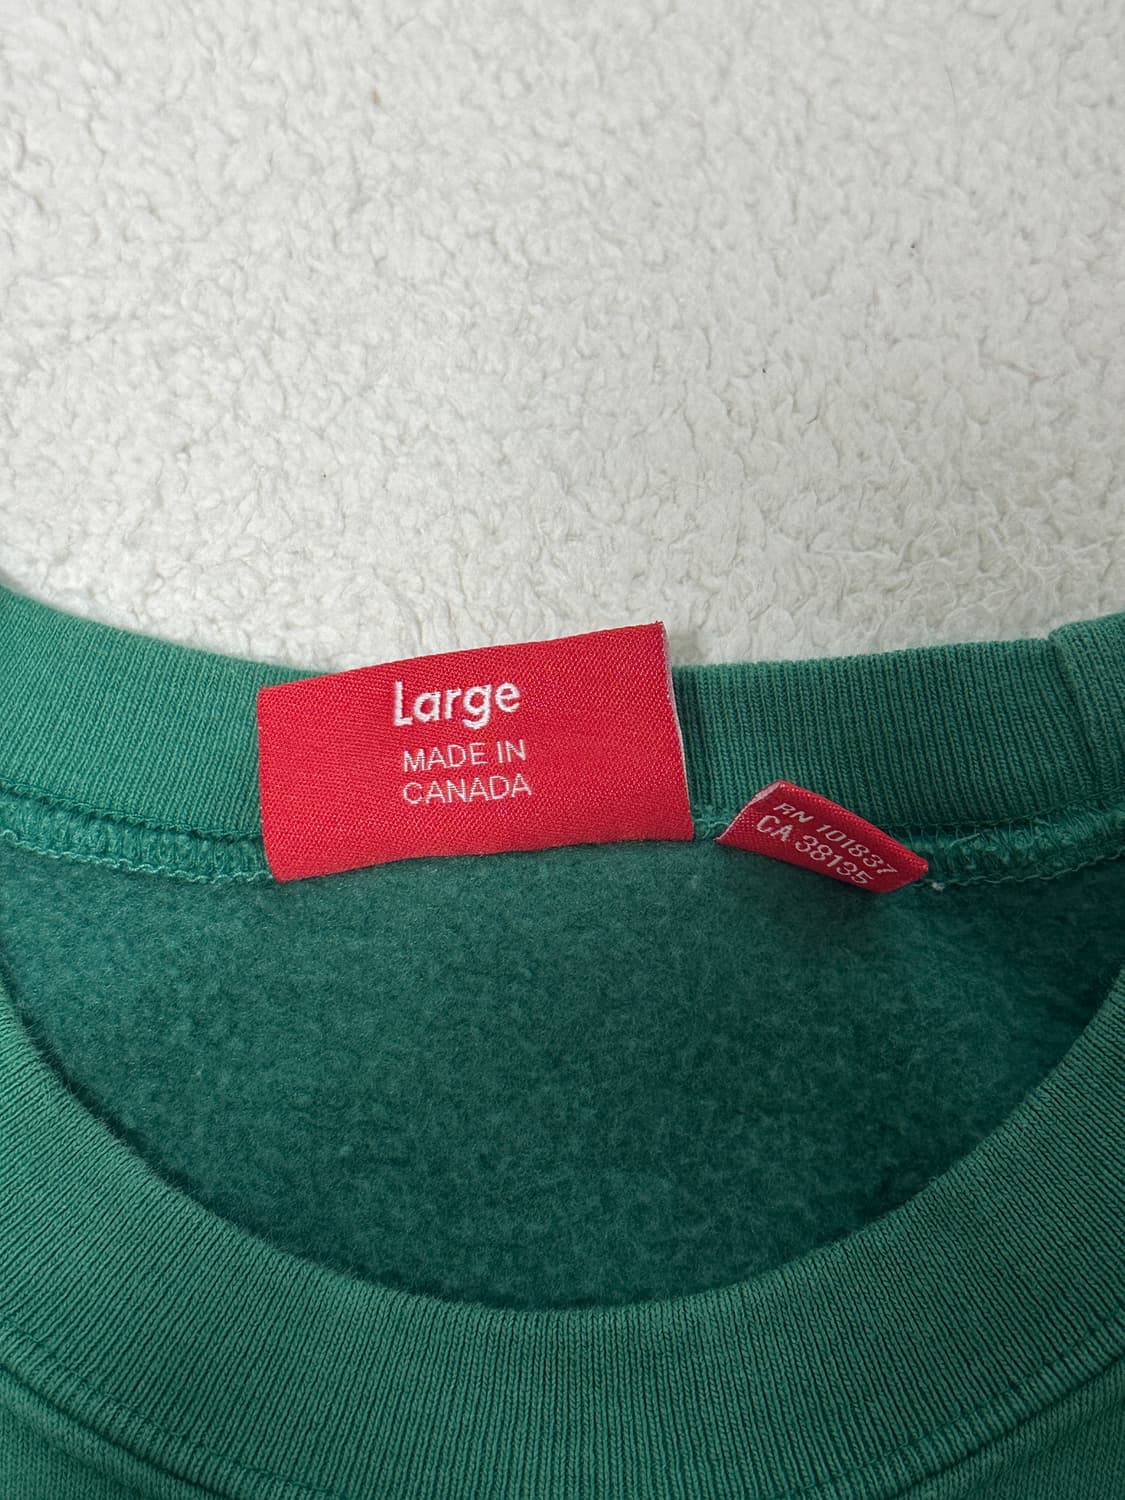 Large
MADE IN
CANADA
RN 101837
CA 38135